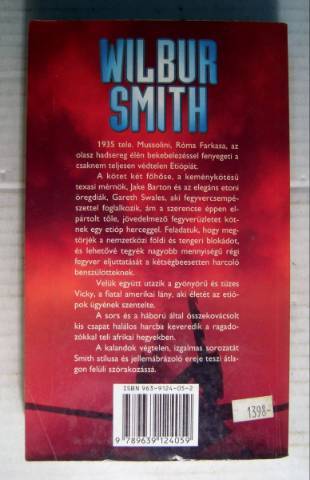 WILBUR
SMITH
1935 tele. Mussolini, Róma Farkasa, az
olasz hadsereg élén bekebelezéssel fenyegeti a
csaknem teljesen védtelen Etiópiát.
A kötet két főhőse, a keménykötésű
texasi mérnök, Jake Barton és az elegáns etoni
öregdiák, Gareth Swales, aki fegyvercsempé-
szettel foglalkozik, ám a szerencse éppen el-
pártolt tőle, jövedelmező fegyverüzletet köt-
nek egy etióp herceggel. Feladatuk, hogy meg-
törjék a nemzetközi földi és tengeri blokádot,
és lehetővé tegyék nagyobb mennyiségű régi
fegyver eljuttatását a kétségbeesetten harcoló
benszülötteknek.
Velük együtt utazik a gyönyörű és tüzes
Vicky, a fiatal amerikai lány, aki életét az etió-
pok ügyének szentelte.
A sors és a háború által összekovácsolt
kis csapat halálos harcba keveredik a ragado-
zókkal teli afrikai hegyekben.
A kalandok végtelen, izgalmas sorozatát
Smith stílusa és jellemábrázoló ereje teszi átla-
gon felüli szórakozássá.
ISBN 963-9124-05-2
9 789639 124059
1398-